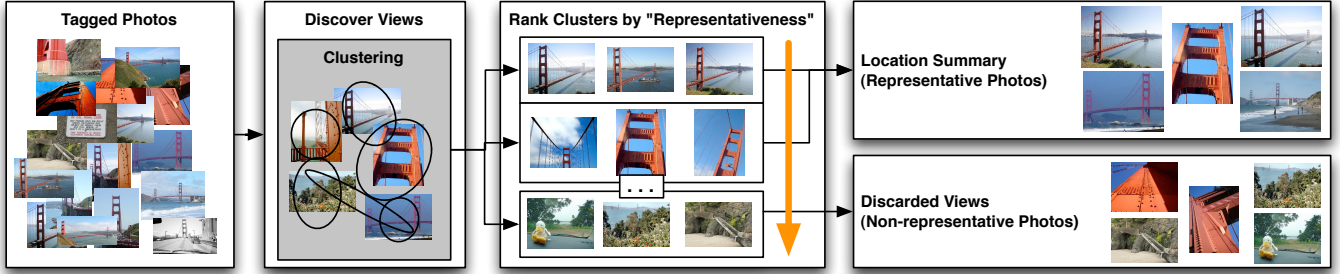 Tagged Photos
Discover Views
Clustering
Rank Clusters by "Representativeness"
...
Location Summary
(Representative Photos)
Discarded Views
(Non-representative Photos)